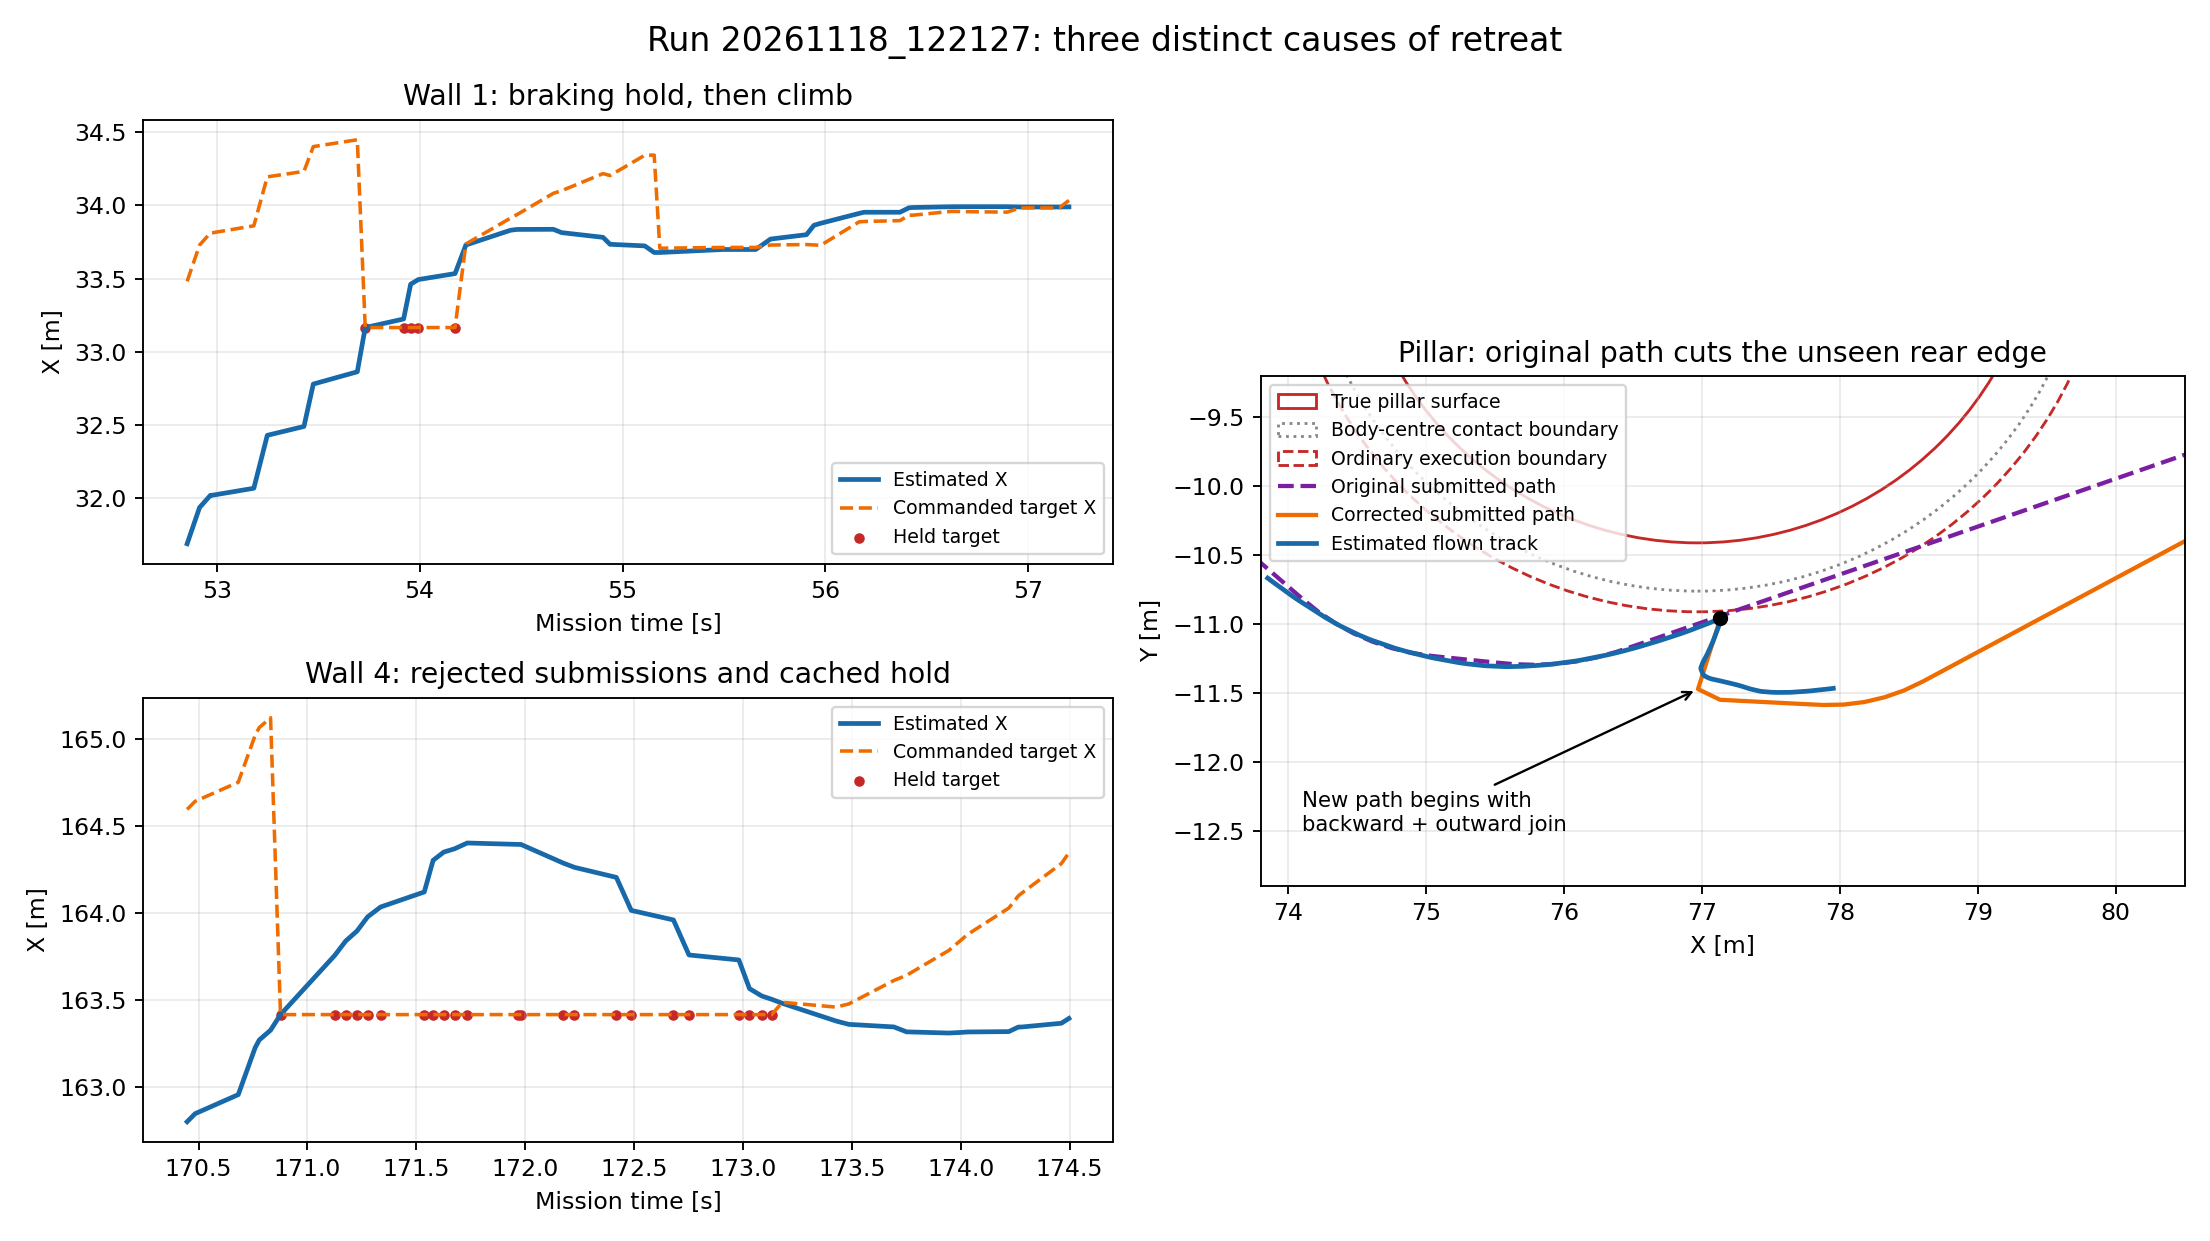 Run 20261118_122127: three distinct causes of retreat
Wall 1: braking hold, then climb
34.5
34.0
33.5
33.0
32.5
32.0
X [m]
Estimated X
Commanded target X
Held target
53
54
55
56
57
Mission time [s]
Wall 4: rejected submissions and cached hold
165.0
164.5
164.0
163.5
163.0
X [m]
Estimated X
Commanded target X
Held target
170.5
171.0
171.5
172.0
172.5
173.0
173.5
174.0
174.5
Mission time [s]
Pillar: original path cuts the unseen rear edge
True pillar surface
Body-centre contact boundary
Ordinary execution boundary
Original submitted path
Corrected submitted path
Estimated flown track
−9.5
−10.0
−10.5
−11.0
−11.5
−12.0
−12.5
Y [m]
New path begins with
backward + outward join
74
75
76
77
78
79
80
X [m]